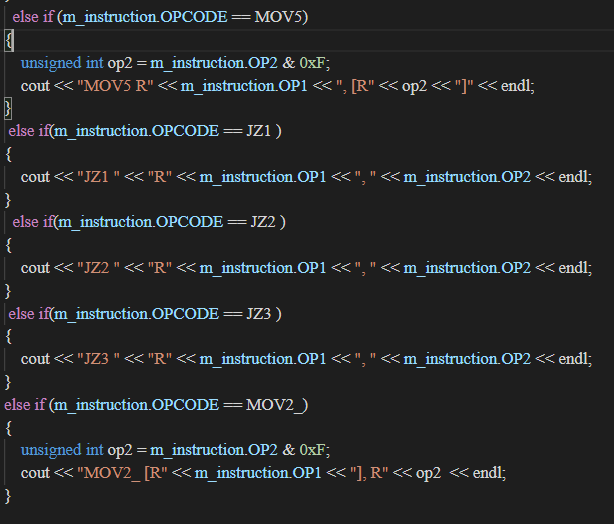 else if (m_instruction.OPCODE == MOV5)
{
unsigned int op2 = m_instruction.OP2 & 0xF;
cout << "MOV5 R" << m_instruction.OP1 << ", [R" << op2 << "]" << endl;
}
else if(m_instruction.OPCODE == JZ1 )
{
cout << "JZ1 " << "R" << m_instruction.OP1 << ", " << m_instruction.OP2 << endl;
}
else if(m_instruction.OPCODE == JZ2 )
{
cout << "JZ2 " << "R" << m_instruction.OP1 << ", " << m_instruction.OP2 << endl;
}
else if(m_instruction.OPCODE == JZ3 )
{
cout << "JZ3 " << "R" << m_instruction.OP1 << ", " << m_instruction.OP2 << endl;
}
else if (m_instruction.OPCODE == MOV2_)
{
unsigned int op2 = m_instruction.OP2 & 0xF;
cout << "MOV2_ [R" << m_instruction.OP1 << "], R" << op2  << endl;
}